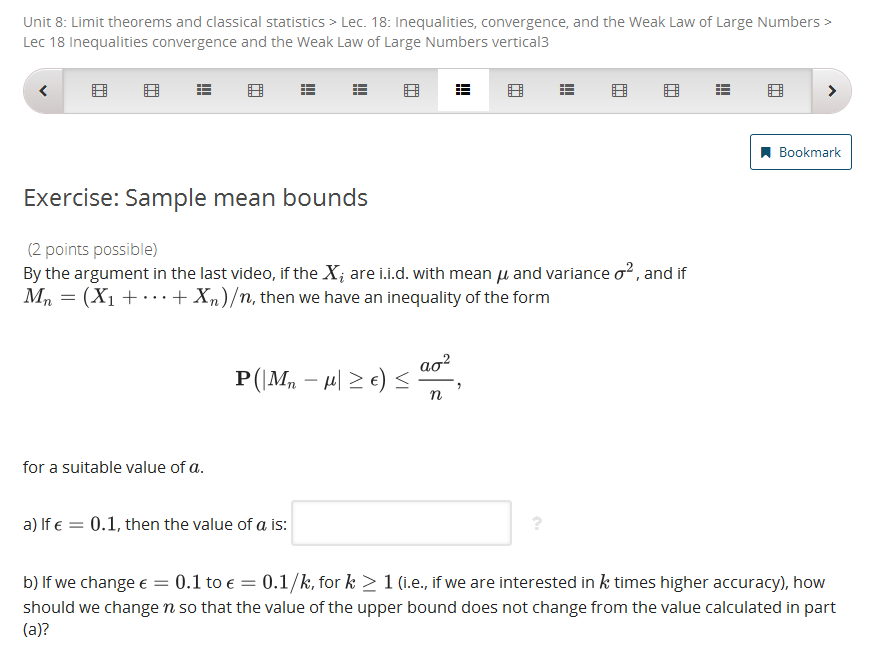 Unit 8: Limit theorems and classical statistics > Lec. 18: Inequalities, convergence, and the Weak Law of Large Numbers >
Lec 18 Inequalities convergence and the Weak Law of Large Numbers vertical3
Bookmark
Exercise: Sample mean bounds
(2 points possible)
By the argument in the last video, if the X_i are i.i.d. with mean μ and variance σ², and if
M_n = (X_1 + ⋯ + X_n)/n, then we have an inequality of the form
P(|M_n − μ| ≥ ϵ) ≤ aσ²/n,
for a suitable value of a.
a) If ϵ = 0.1, then the value of a is: ?
b) If we change ϵ = 0.1 to ϵ = 0.1/k, for k ≥ 1 (i.e., if we are interested in k times higher accuracy), how
should we change n so that the value of the upper bound does not change from the value calculated in part
(a)?